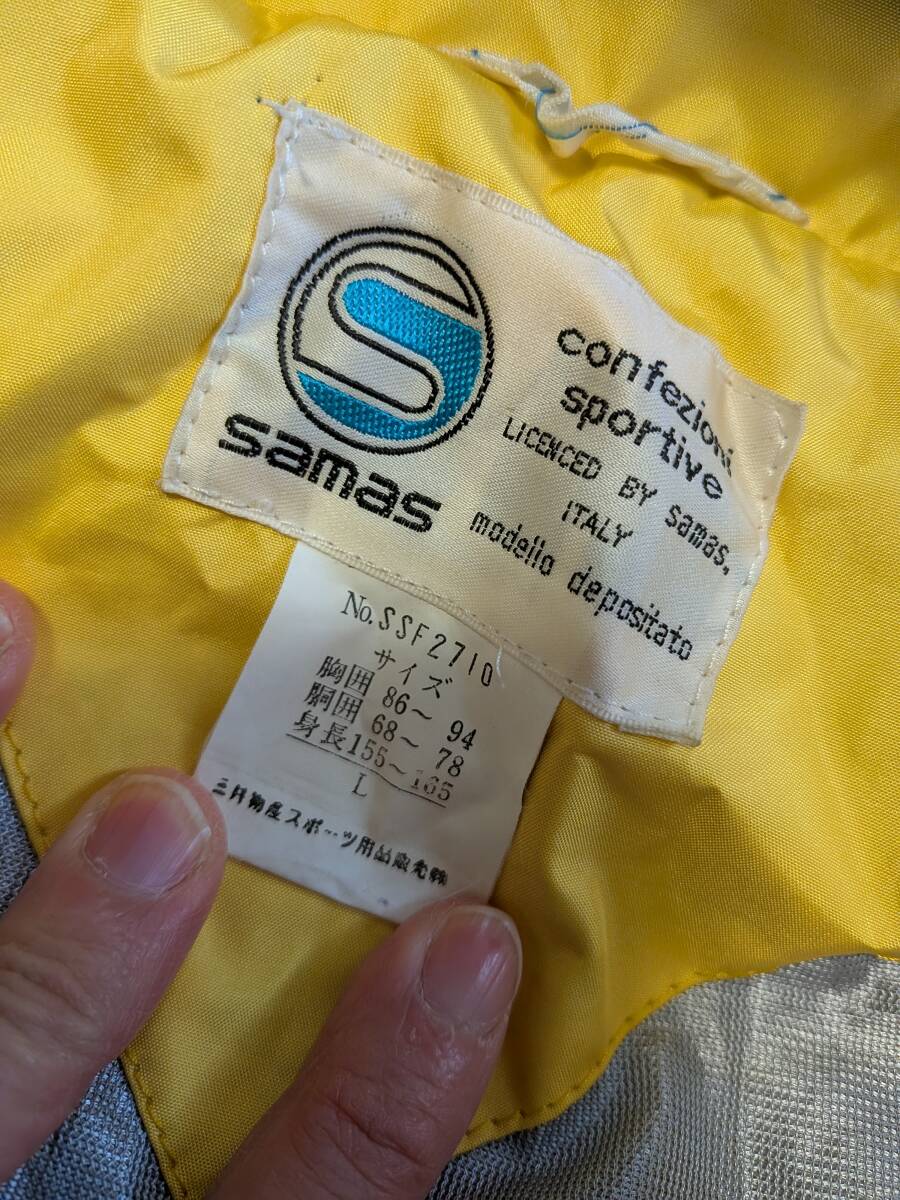 samas
confezioni
sportive
LICENCED BY samas.
ITALY
modello depositato
No.SSF2710
サイズ
胸囲 86～ 94
胴囲 68～ 78
身長155～165
L
三井物産スポーツ用品販売㈱